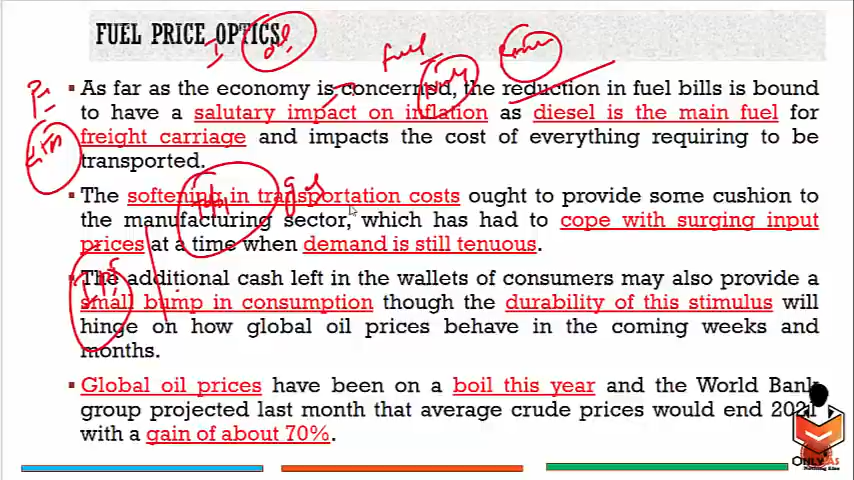 FUEL PRICE OPTICS
▪ As far as the economy is concerned, the reduction in fuel bills is bound
to have a salutary impact on inflation as diesel is the main fuel for
freight carriage and impacts the cost of everything requiring to be
transported.
▪ The softening in transportation costs ought to provide some cushion to
the manufacturing sector, which has had to cope with surging input
prices at a time when demand is still tenuous.
▪ The additional cash left in the wallets of consumers may also provide a
small bump in consumption though the durability of this stimulus will
hinge on how global oil prices behave in the coming weeks and
months.
▪ Global oil prices have been on a boil this year and the World Bank
group projected last month that average crude prices would end 2021
with a gain of about 70%.
oil
fuel
gas
ONLY IAS
Nothing Else